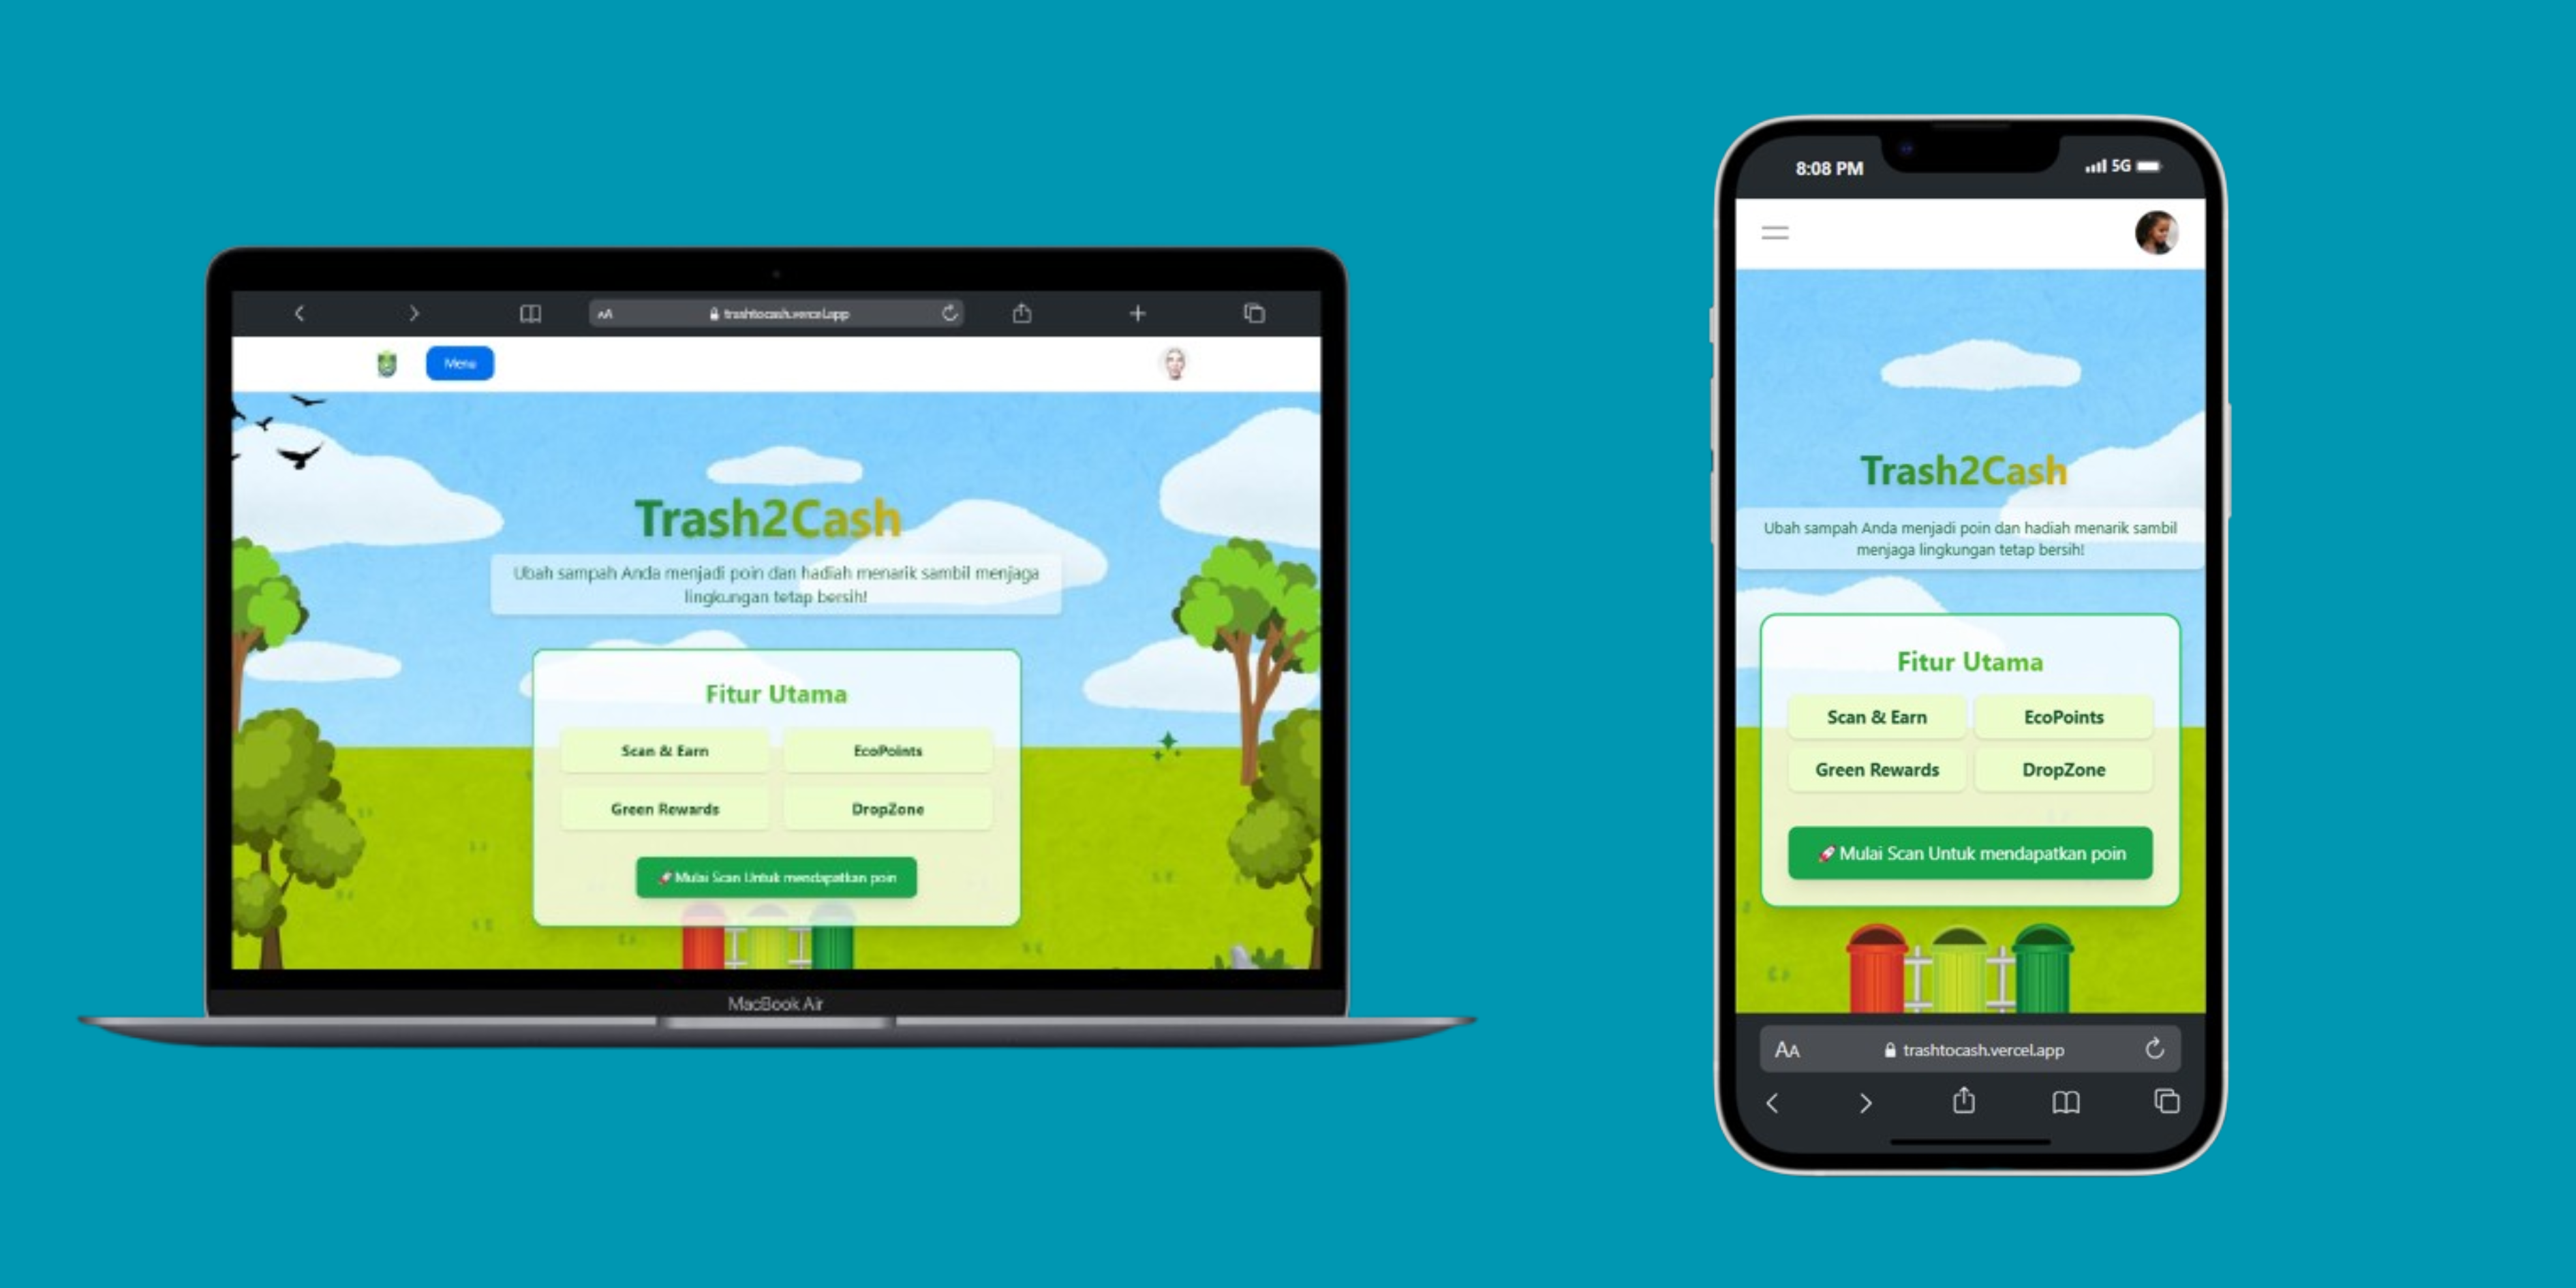 AA trashtocash.vercel.app
Menu
Trash2Cash
Ubah sampah Anda menjadi poin dan hadiah menarik sambil menjaga
lingkungan tetap bersih!
Fitur Utama
Scan & Earn EcoPoints
Green Rewards DropZone
Mulai Scan Untuk mendapatkan poin
MacBook Air
8:08 PM 5G
Trash2Cash
Ubah sampah Anda menjadi poin dan hadiah menarik sambil
menjaga lingkungan tetap bersih!
Fitur Utama
Scan & Earn EcoPoints
Green Rewards DropZone
Mulai Scan Untuk mendapatkan poin
AA trashtocash.vercel.app